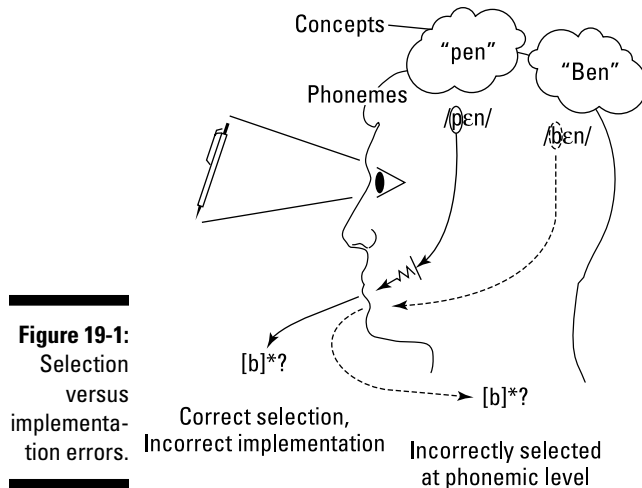 Concepts
"pen"
"Ben"
Phonemes
/pɛn/
/bɛn/
Figure 19-1:
Selection
versus
implementa-
tion errors.
[b]*?
Correct selection,
Incorrect implementation
[b]*?
Incorrectly selected
at phonemic level